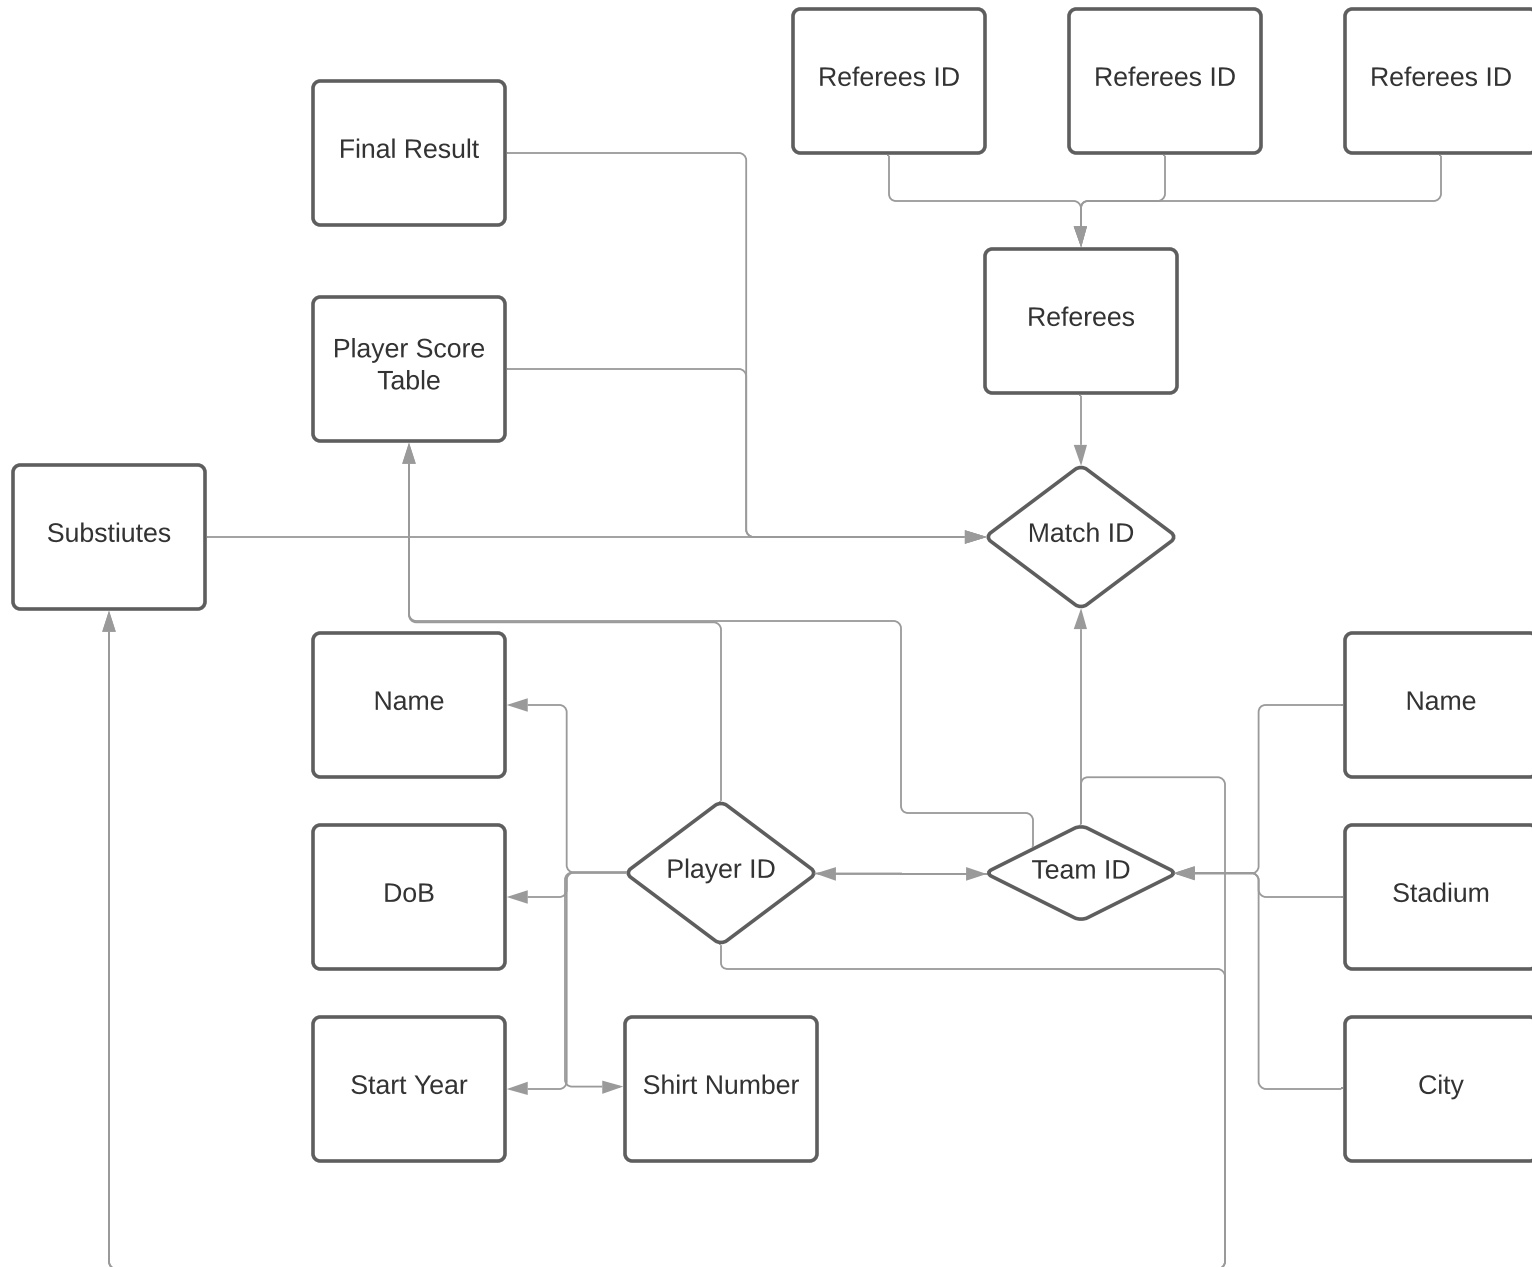 Referees ID
Referees ID
Referees ID
Final Result
Referees
Player Score
Table
Substiutes
Match ID
Name
Name
Player ID
Team ID
DoB
Stadium
Start Year
Shirt Number
City